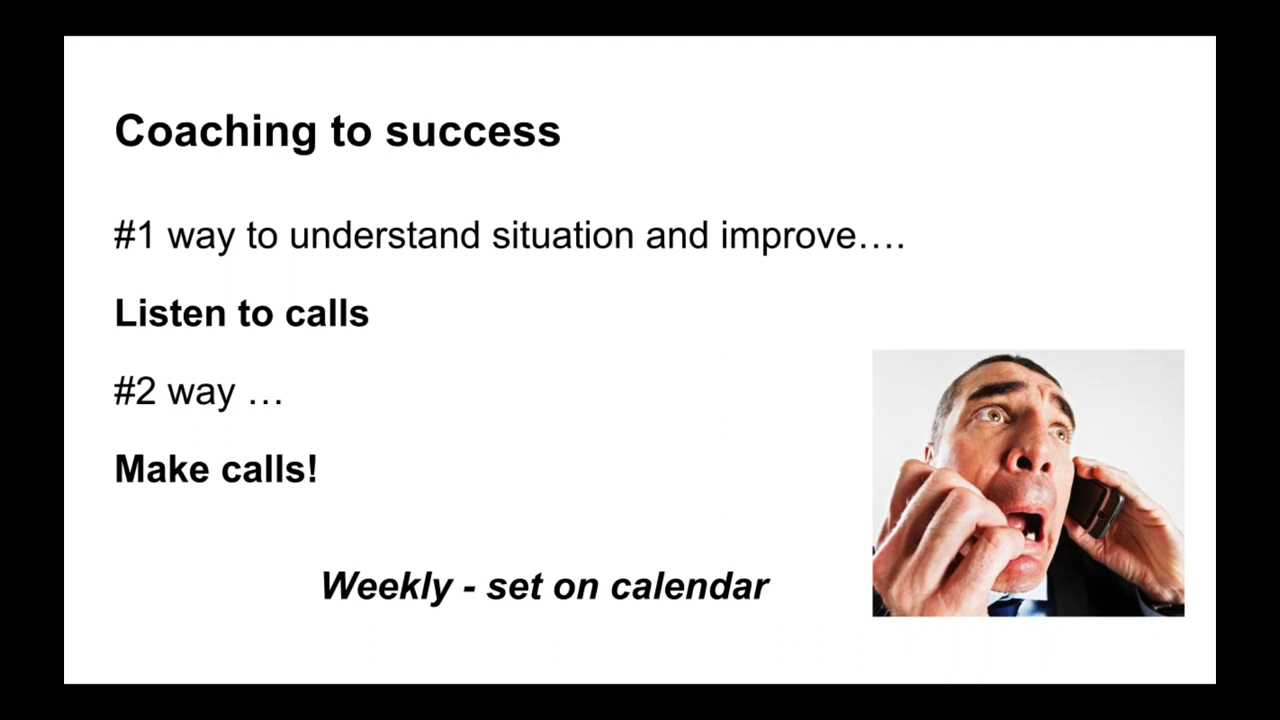 Coaching to success
#1 way to understand situation and improve….
Listen to calls
#2 way …
Make calls!
Weekly - set on calendar